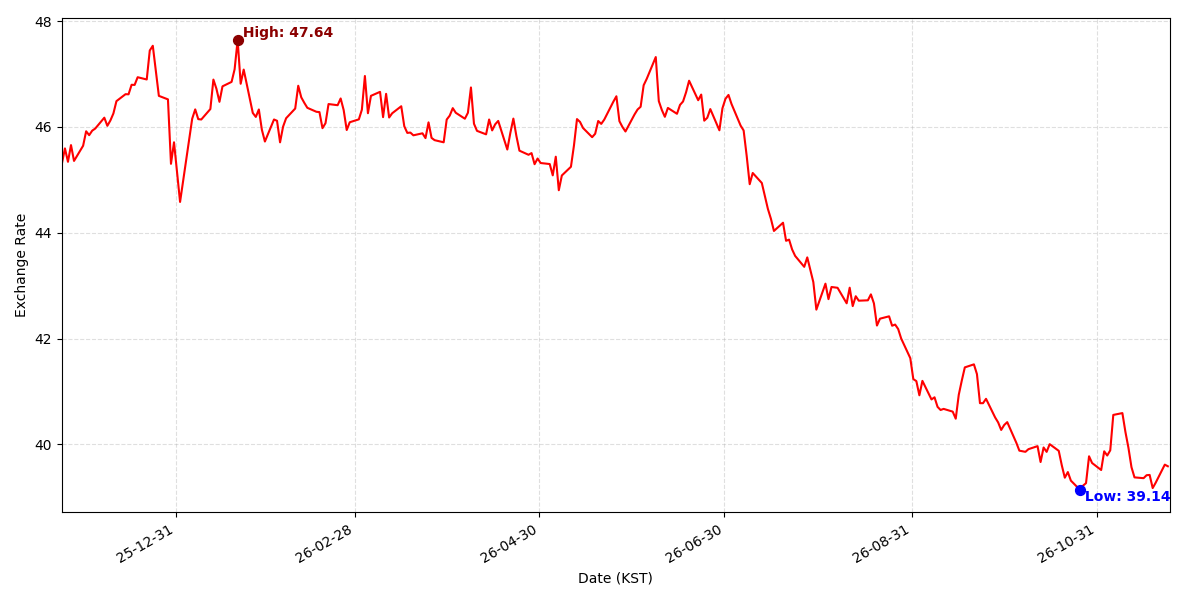 High: 47.64
48
46
44
42
40
Exchange Rate
Low: 39.14
25-12-31
26-02-28
26-04-30
26-06-30
26-08-31
26-10-31
Date (KST)